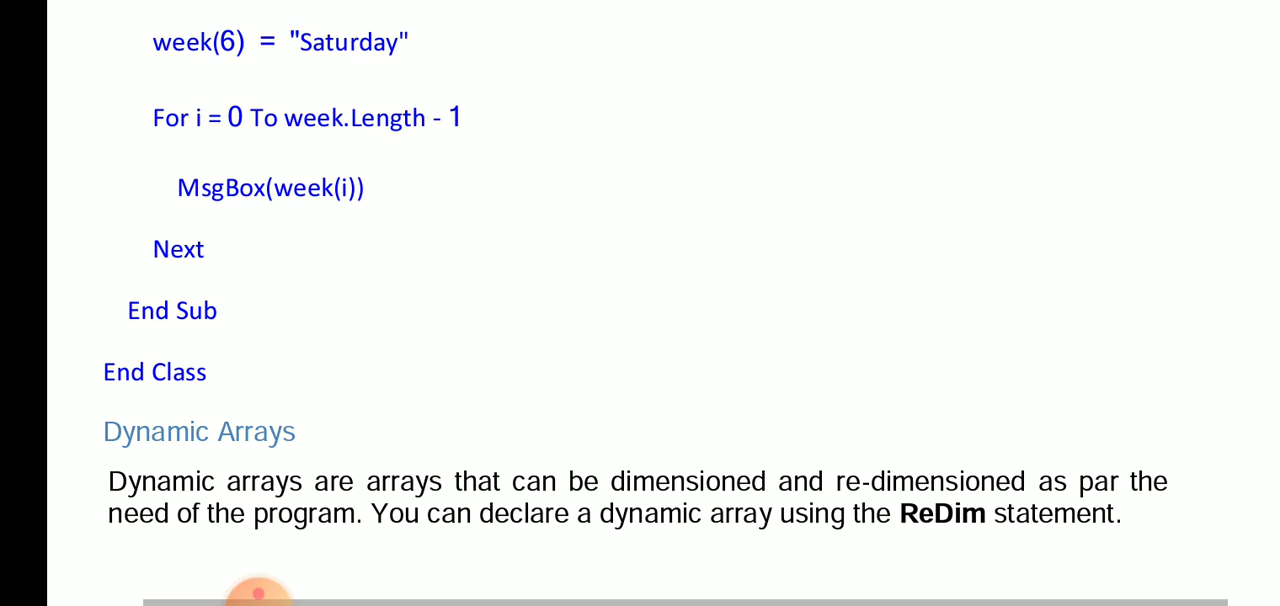 week(6) = "Saturday"
For i = 0 To week.Length - 1
MsgBox(week(i))
Next
End Sub
End Class
Dynamic Arrays
Dynamic arrays are arrays that can be dimensioned and re-dimensioned as par the
need of the program. You can declare a dynamic array using the ReDim statement.